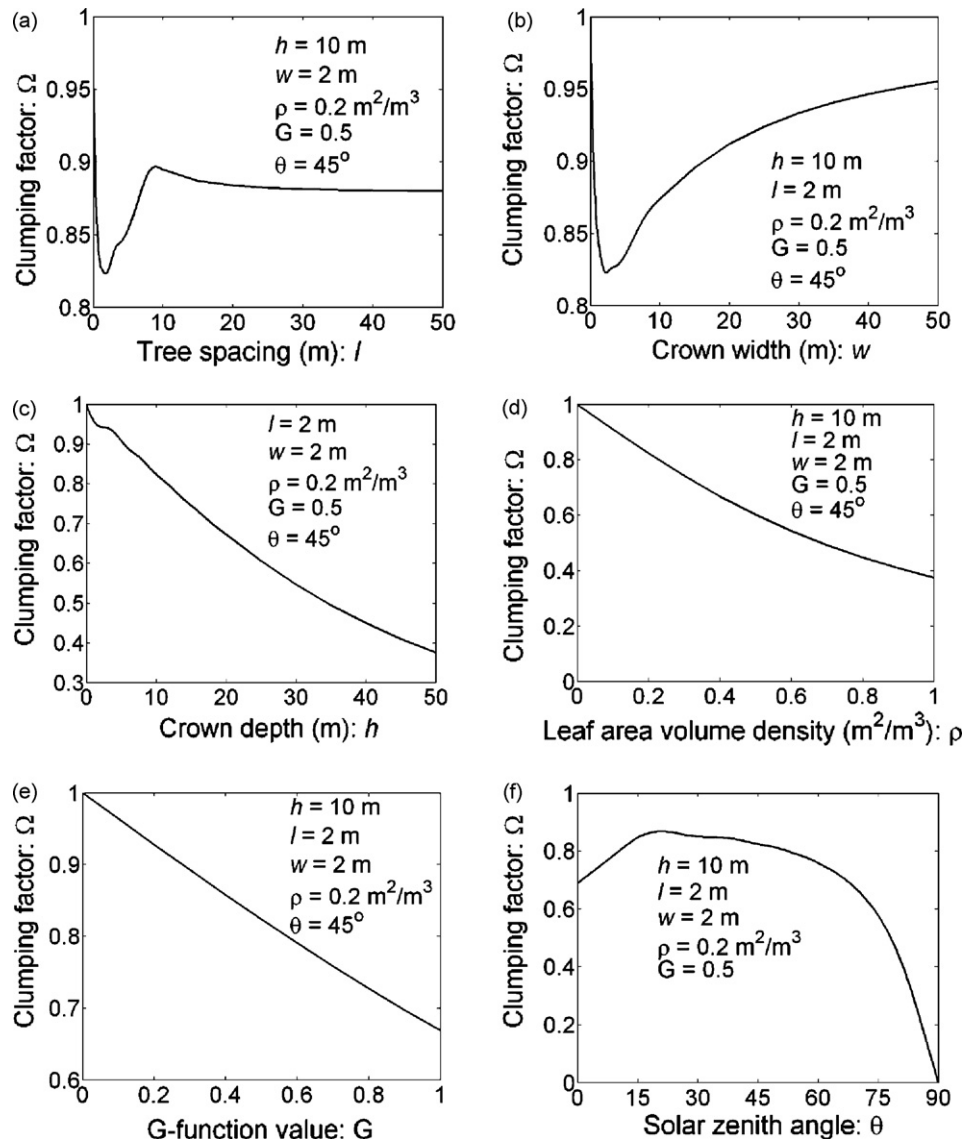 (a)
1
0.95
0.9
0.85
0.8
Clumping factor: Ω
h = 10 m
w = 2 m
ρ = 0.2 m²/m³
G = 0.5
θ = 45°
0 10 20 30 40 50
Tree spacing (m): l
(b)
1
0.95
0.9
0.85
0.8
Clumping factor: Ω
h = 10 m
l = 2 m
ρ = 0.2 m²/m³
G = 0.5
θ = 45°
0 10 20 30 40 50
Crown width (m): w
(c)
1
0.9
0.8
0.7
0.6
0.5
0.4
0.3
Clumping factor: Ω
l = 2 m
w = 2 m
ρ = 0.2 m²/m³
G = 0.5
θ = 45°
0 10 20 30 40 50
Crown depth (m): h
(d)
1
0.8
0.6
0.4
0.2
0
Clumping factor: Ω
h = 10 m
l = 2 m
w = 2 m
G = 0.5
θ = 45°
0 0.2 0.4 0.6 0.8 1
Leaf area volume density (m²/m³): ρ
(e)
1
0.9
0.8
0.7
0.6
Clumping factor: Ω
h = 10 m
l = 2 m
w = 2 m
ρ = 0.2 m²/m³
θ = 45°
0 0.2 0.4 0.6 0.8 1
G-function value: G
(f)
1
0.8
0.6
0.4
0.2
0
Clumping factor: Ω
h = 10 m
l = 2 m
w = 2 m
ρ = 0.2 m²/m³
G = 0.5
0 15 30 45 60 75 90
Solar zenith angle: θ